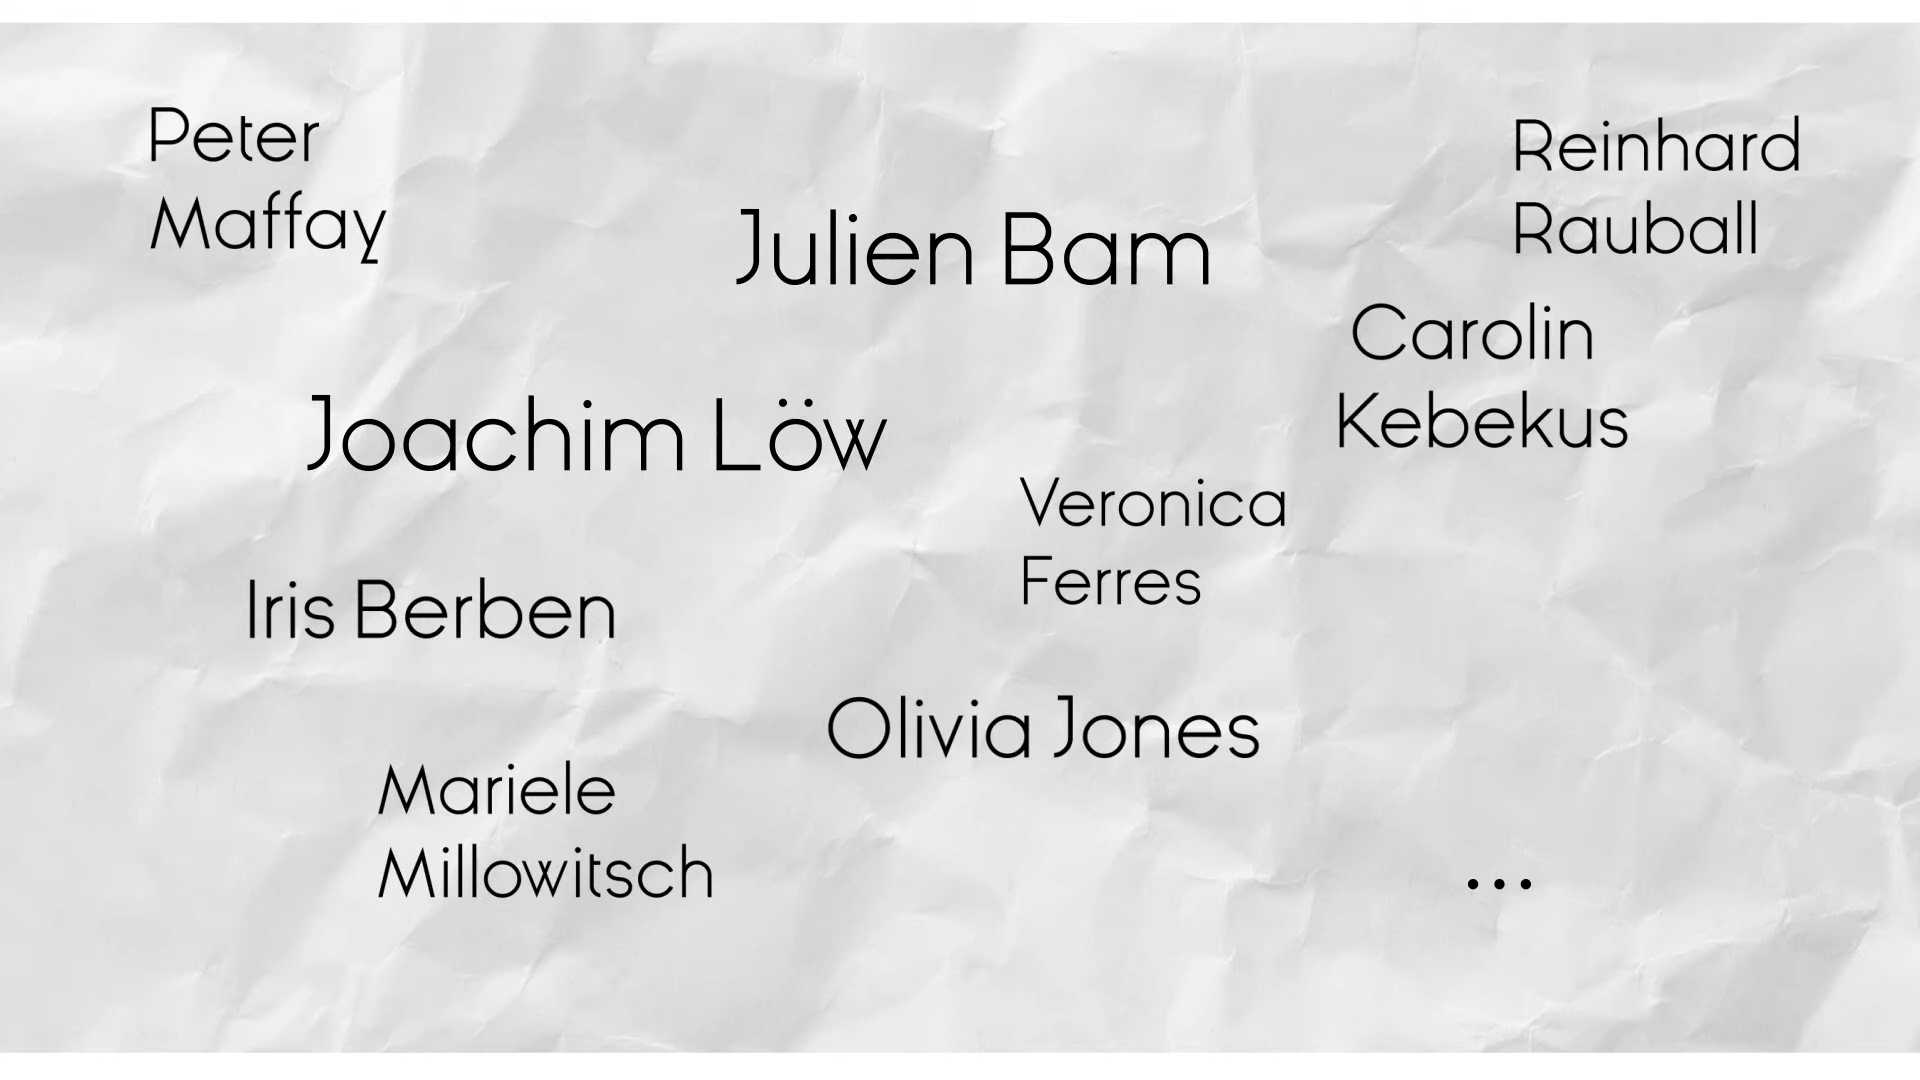 Peter
Maffay
Julien Bam
Reinhard
Rauball
Carolin
Kebekus
Joachim Löw
Veronica
Ferres
Iris Berben
Olivia Jones
Mariele
Millowitsch
...